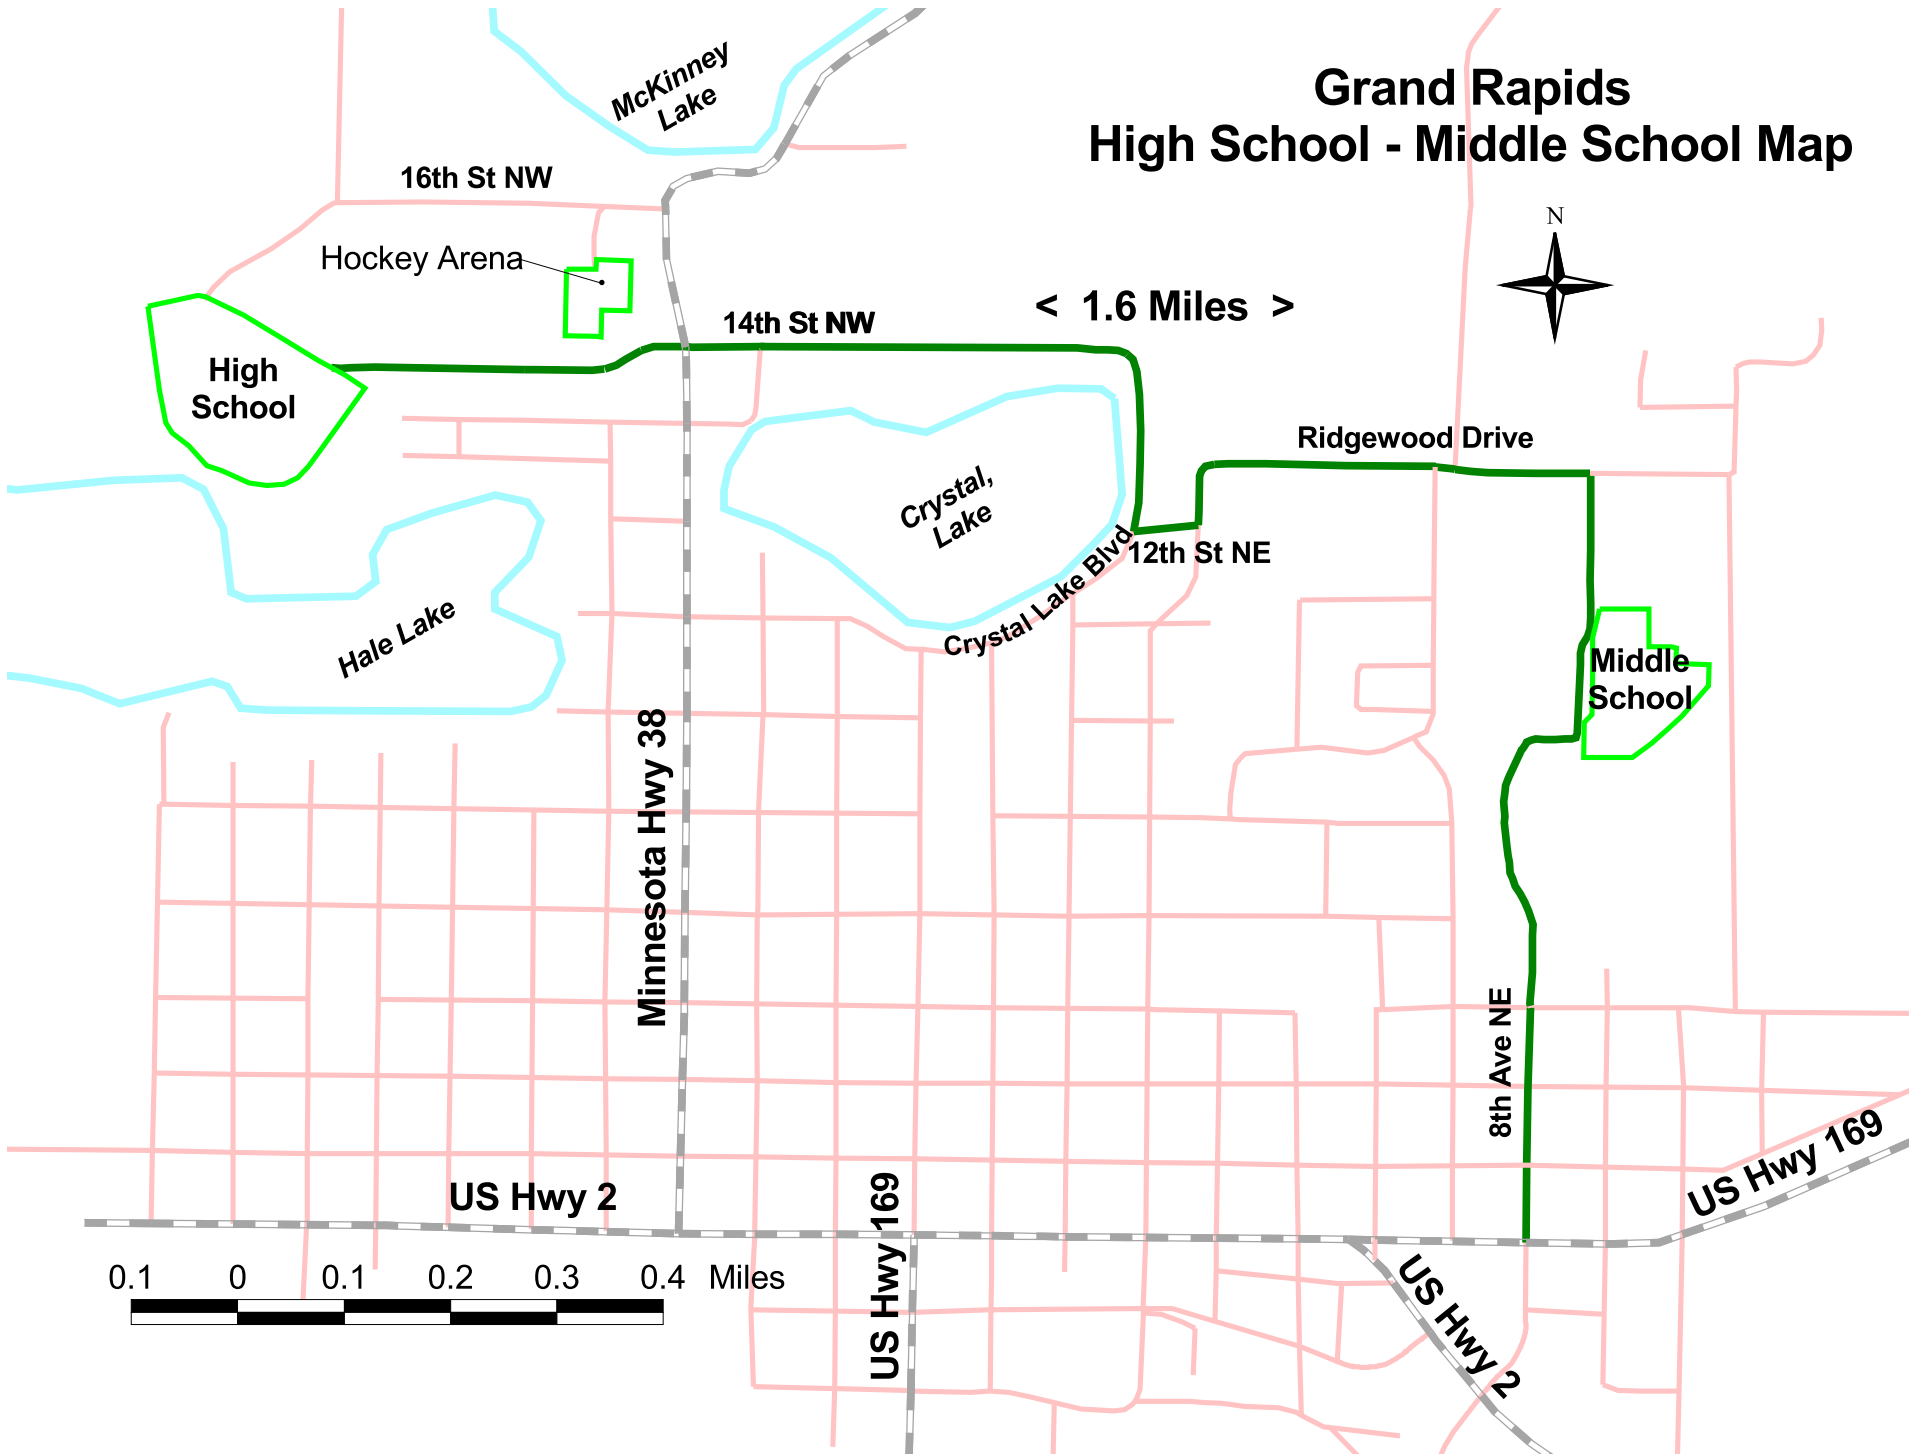 Grand Rapids
High School - Middle School Map
McKinney
Lake
16th St NW
N
Hockey Arena
< 1.6 Miles >
14th St NW
High
School
Ridgewood Drive
Crystal,
Lake
12th St NE
Crystal Lake Blvd
Hale Lake
Middle
School
Minnesota Hwy 38
8th Ave NE
US Hwy 169
US Hwy 2
US Hwy 169
US Hwy 2
0.1 0 0.1 0.2 0.3 0.4 Miles